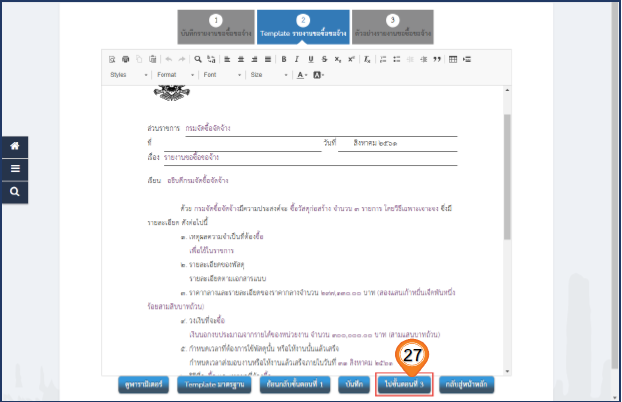 1
2
3
บันทึกรายงานขอซื้อขอจ้าง
Template รายงานขอซื้อขอจ้าง
ตัวอย่างรายงานขอซื้อขอจ้าง
B I U S x₂ x² Iₓ
Styles Format Font Size A A
ส่วนราชการ กรมจัดซื้อจัดจ้าง
ที่ วันที่ สิงหาคม ๒๕๖๑
เรื่อง รายงานขอซื้อขอจ้าง
เรียน อธิบดีกรมจัดซื้อจัดจ้าง
ด้วย กรมจัดซื้อจัดจ้างมีความประสงค์จะ ซื้อวัสดุก่อสร้าง จำนวน ๓ รายการ โดยวิธีเฉพาะเจาะจง ซึ่งมี
รายละเอียด ดังต่อไปนี้
๑. เหตุผลความจำเป็นที่ต้องซื้อ
เพื่อใช้ในราชการ
๒. รายละเอียดของพัสดุ
รายละเอียดตามเอกสารแนบ
๓. ราคากลางและรายละเอียดของราคากลางจำนวน ๒๙๗,๑๓๐.๐๐ บาท (สองแสนเก้าหมื่นเจ็ดพันหนึ่ง
ร้อยสามสิบบาทถ้วน)
๔. วงเงินที่จะซื้อ
เงินนอกงบประมาณจากรายได้ของหน่วยงาน จำนวน ๓๐๐,๐๐๐.๐๐ บาท (สามแสนบาทถ้วน)
๕. กำหนดเวลาที่ต้องการใช้พัสดุนั้น หรือให้งานนั้นแล้วเสร็จ
กำหนดเวลาส่งมอบงานหรือให้งานแล้วเสร็จภายในวันที่ ๓๑ สิงหาคม ๒๕๖๑
27
ดูพารามิเตอร์ Template มาตรฐาน ย้อนกลับขั้นตอนที่ 1 บันทึก ไปขั้นตอนที่ 3 กลับสู่หน้าหลัก